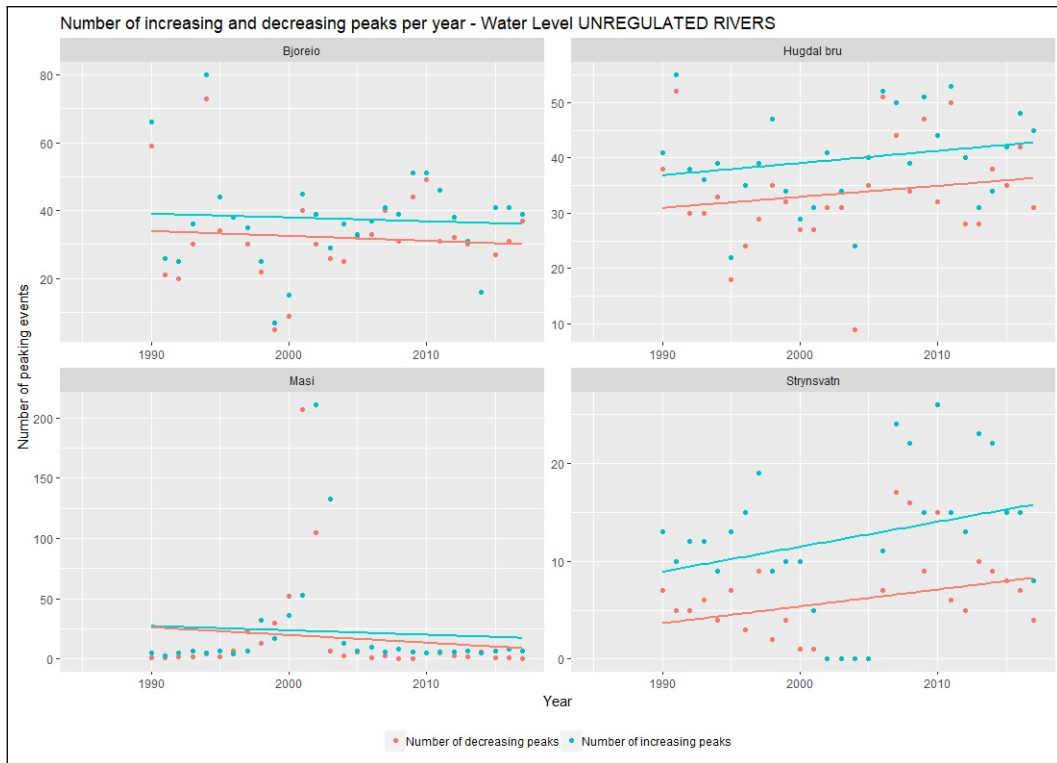 Number of increasing and decreasing peaks per year - Water Level UNREGULATED RIVERS
Bjoreio
Hugdal bru
80
60
40
20
50
40
30
20
10
1990 2000 2010
1990 2000 2010
Masi
Strynsvatn
200
150
100
50
0
20
10
0
1990 2000 2010
1990 2000 2010
Number of peaking events
Year
Number of decreasing peaks Number of increasing peaks